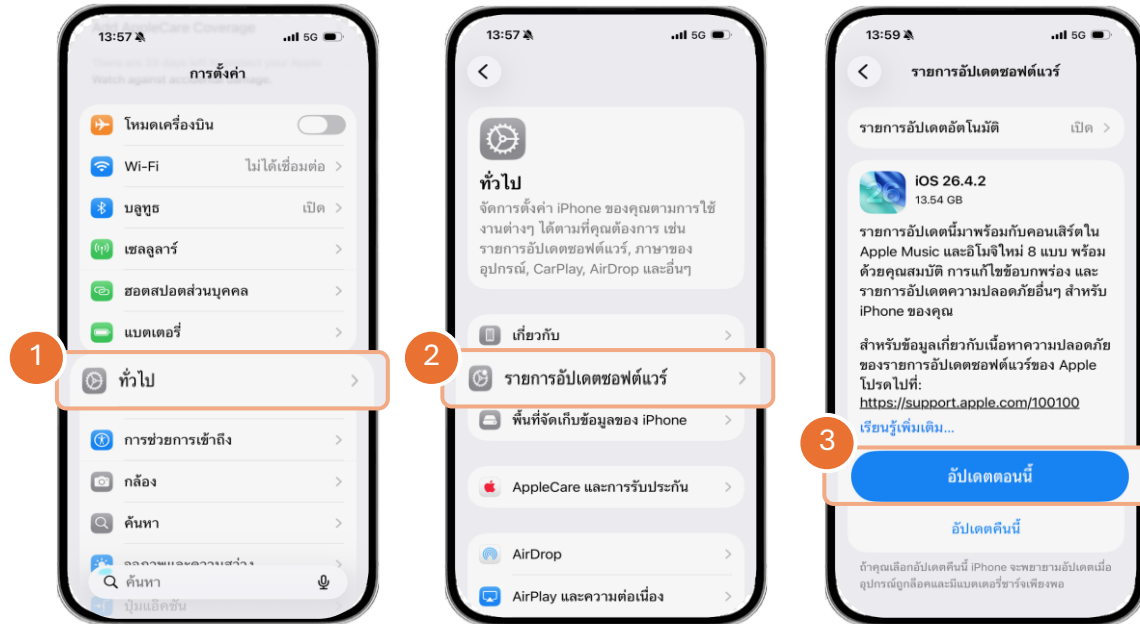 13:57
5G
Add AppleCare Coverage
การตั้งค่า
โหมดเครื่องบิน
Wi-Fi ไม่ได้เชื่อมต่อ
บลูทูธ เปิด
เซลลูลาร์
ฮอตสปอตส่วนบุคคล
แบตเตอรี่
1
ทั่วไป
การช่วยการเข้าถึง
กล้อง
ค้นหา
จอภาพและความสว่าง
ค้นหา
ปุ่มแอ็คชั่น
13:57
5G
ทั่วไป
จัดการตั้งค่า iPhone ของคุณตามการใช้
งานต่างๆ ได้ตามที่คุณต้องการ เช่น
รายการอัปเดตซอฟต์แวร์, ภาษาของ
อุปกรณ์, CarPlay, AirDrop และอื่นๆ
เกี่ยวกับ
2
รายการอัปเดตซอฟต์แวร์
พื้นที่จัดเก็บข้อมูลของ iPhone
AppleCare และการรับประกัน
AirDrop
AirPlay และความต่อเนื่อง
13:59
5G
รายการอัปเดตซอฟต์แวร์
รายการอัปเดตอัตโนมัติ เปิด
26
iOS 26.4.2
13.54 GB
รายการอัปเดตนี้มาพร้อมกับคอนเสิร์ตใน
Apple Music และอิโมจิใหม่ 8 แบบ พร้อม
ด้วยคุณสมบัติ การแก้ไขข้อบกพร่อง และ
รายการอัปเดตความปลอดภัยอื่นๆ สำหรับ
iPhone ของคุณ
สำหรับข้อมูลเกี่ยวกับเนื้อหาความปลอดภัย
ของรายการอัปเดตซอฟต์แวร์ของ Apple
โปรดไปที่:
https://support.apple.com/100100
เรียนรู้เพิ่มเติม...
3
อัปเดตตอนนี้
อัปเดตคืนนี้
ถ้าคุณเลือกอัปเดตคืนนี้ iPhone จะพยายามอัปเดตเมื่อ
อุปกรณ์ถูกล็อคและมีแบตเตอรี่ชาร์จเพียงพอ